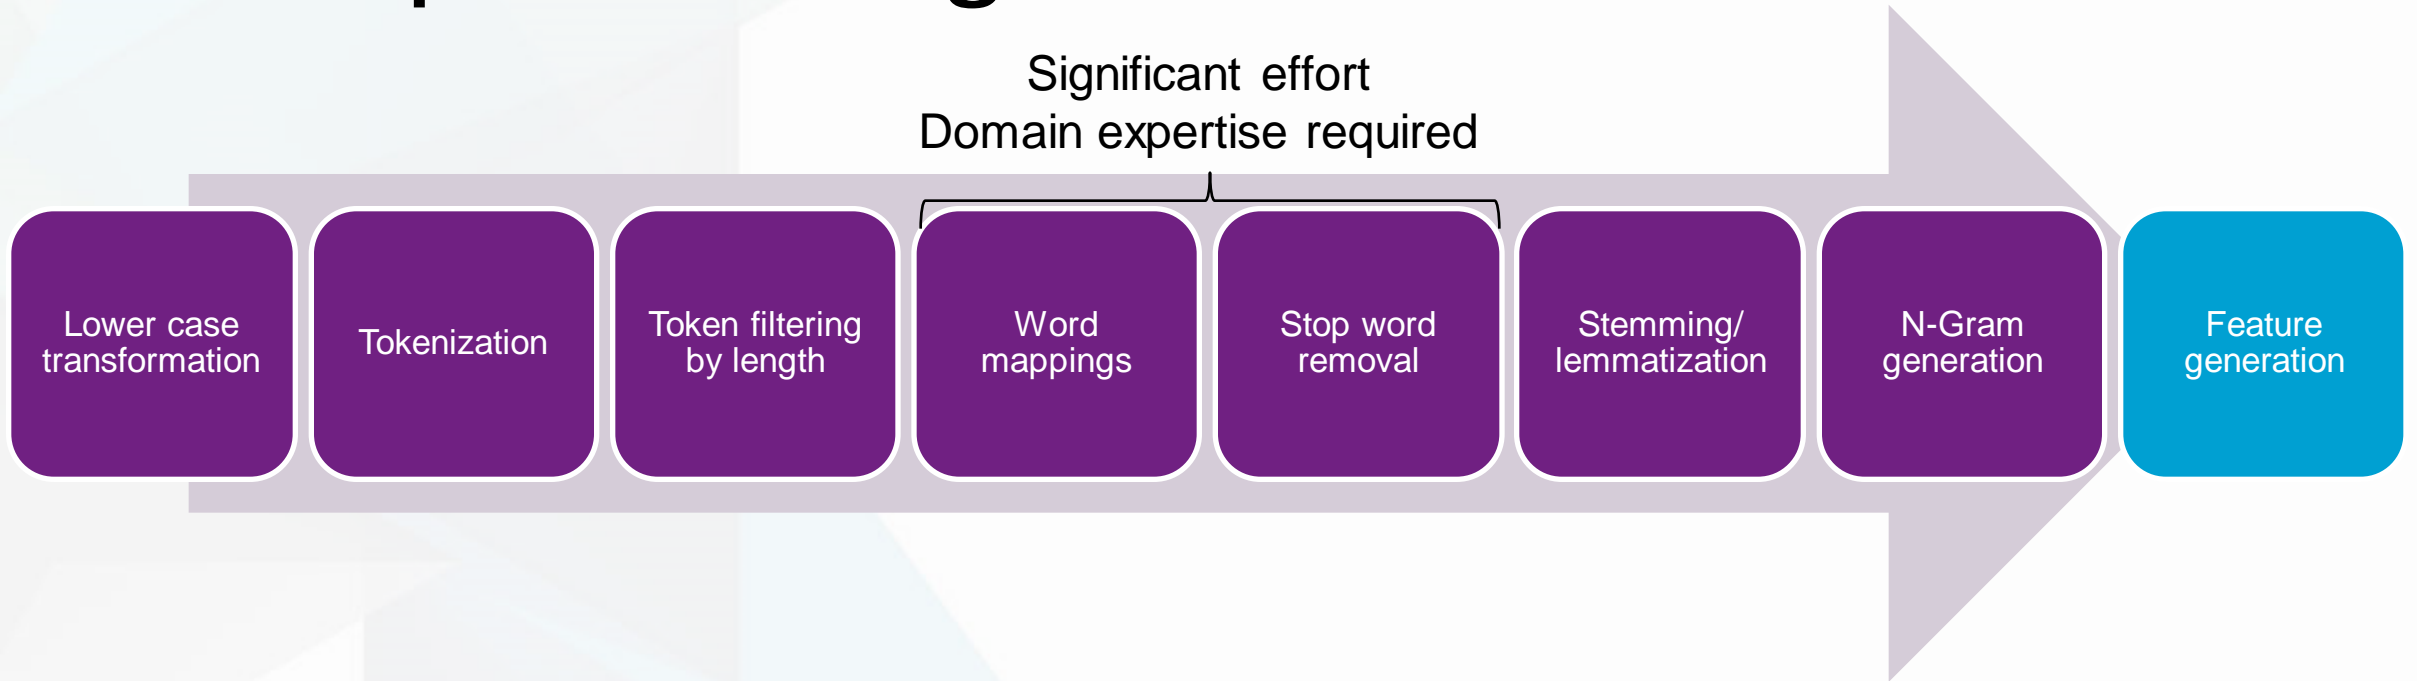 Significant effort
Domain expertise required
Lower case
transformation
Tokenization
Token filtering
by length
Word
mappings
Stop word
removal
Stemming/
lemmatization
N-Gram
generation
Feature
generation